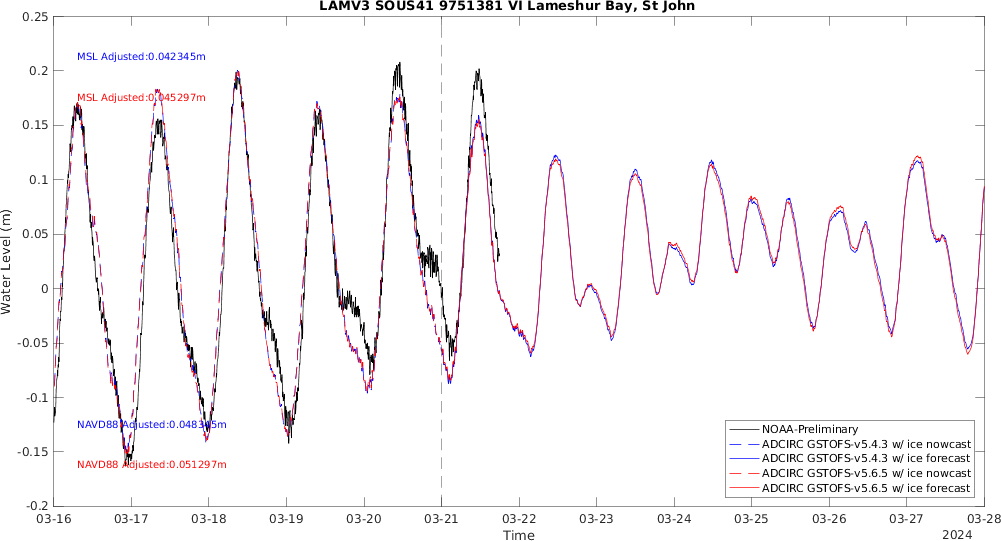 LAMV3 SOUS41 9751381 VI Lameshur Bay, St John
0.25
0.2
0.15
0.1
0.05
0
-0.05
-0.1
-0.15
-0.2
Water Level (m)
MSL Adjusted:0.042345m
MSL Adjusted:0.045297m
NAVD88 Adjusted:0.048345m
NAVD88 Adjusted:0.051297m
NOAA-Preliminary
ADCIRC GSTOFS-v5.4.3 w/ ice nowcast
ADCIRC GSTOFS-v5.4.3 w/ ice forecast
ADCIRC GSTOFS-v5.6.5 w/ ice nowcast
ADCIRC GSTOFS-v5.6.5 w/ ice forecast
03-16 03-17 03-18 03-19 03-20 03-21 03-22 03-23 03-24 03-25 03-26 03-27 03-28
Time
2024